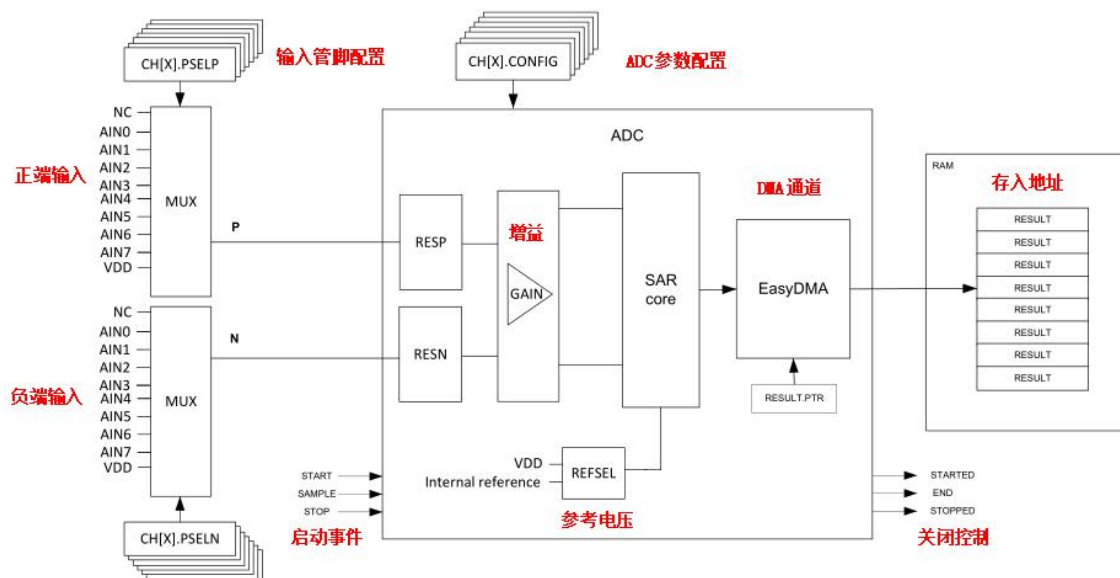 CH[X].PSELP
输入管脚配置
CH[X].CONFIG
ADC参数配置
正端输入
NC
AIN0
AIN1
AIN2
AIN3
AIN4
AIN5
AIN6
AIN7
VDD
MUX
P
负端输入
NC
AIN0
AIN1
AIN2
AIN3
AIN4
AIN5
AIN6
AIN7
VDD
MUX
N
CH[X].PSELN
ADC
RESP
RESN
增益
GAIN
SAR
core
DMA通道
EasyDMA
RESULT.PTR
VDD
Internal reference
REFSEL
参考电压
START
SAMPLE
STOP
启动事件
STARTED
END
STOPPED
关闭控制
RAM
存入地址
RESULT
RESULT
RESULT
RESULT
RESULT
RESULT
RESULT
RESULT